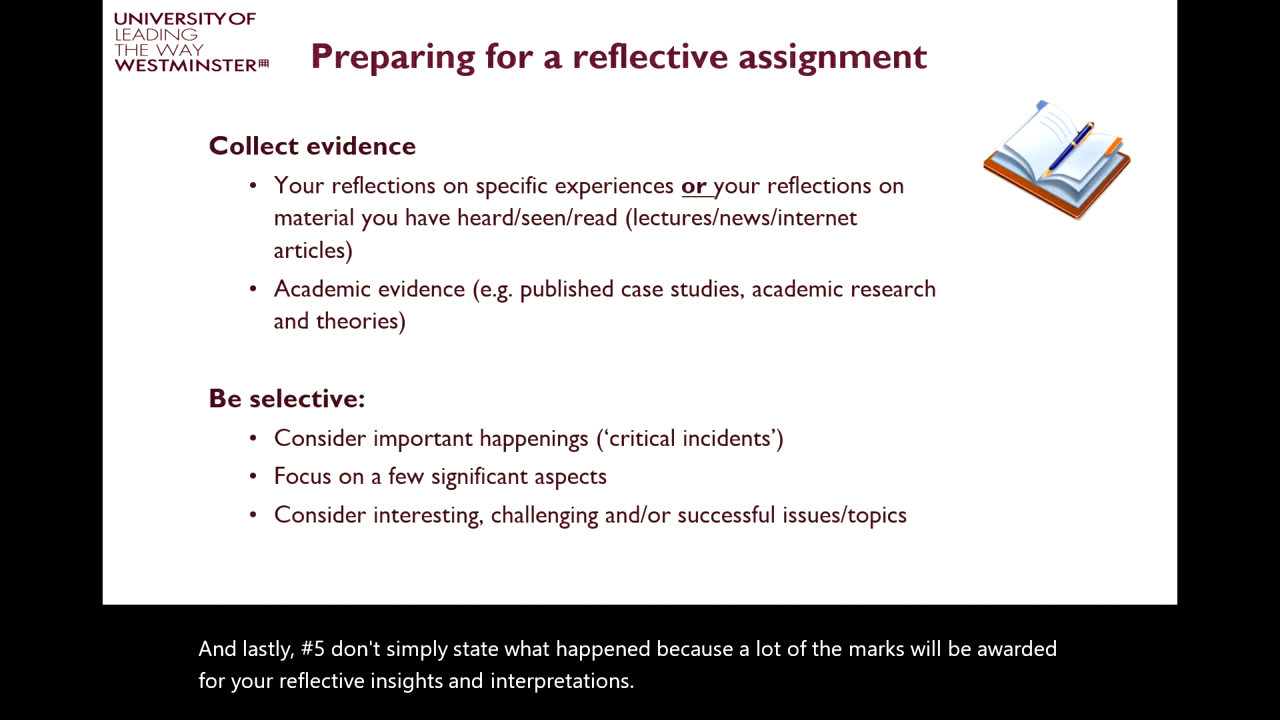 UNIVERSITY OF
LEADING
THE WAY
WESTMINSTER
Preparing for a reflective assignment
Collect evidence
• Your reflections on specific experiences or your reflections on
material you have heard/seen/read (lectures/news/internet
articles)
• Academic evidence (e.g. published case studies, academic research
and theories)
Be selective:
• Consider important happenings (‘critical incidents’)
• Focus on a few significant aspects
• Consider interesting, challenging and/or successful issues/topics
And lastly, #5 don't simply state what happened because a lot of the marks will be awarded
for your reflective insights and interpretations.